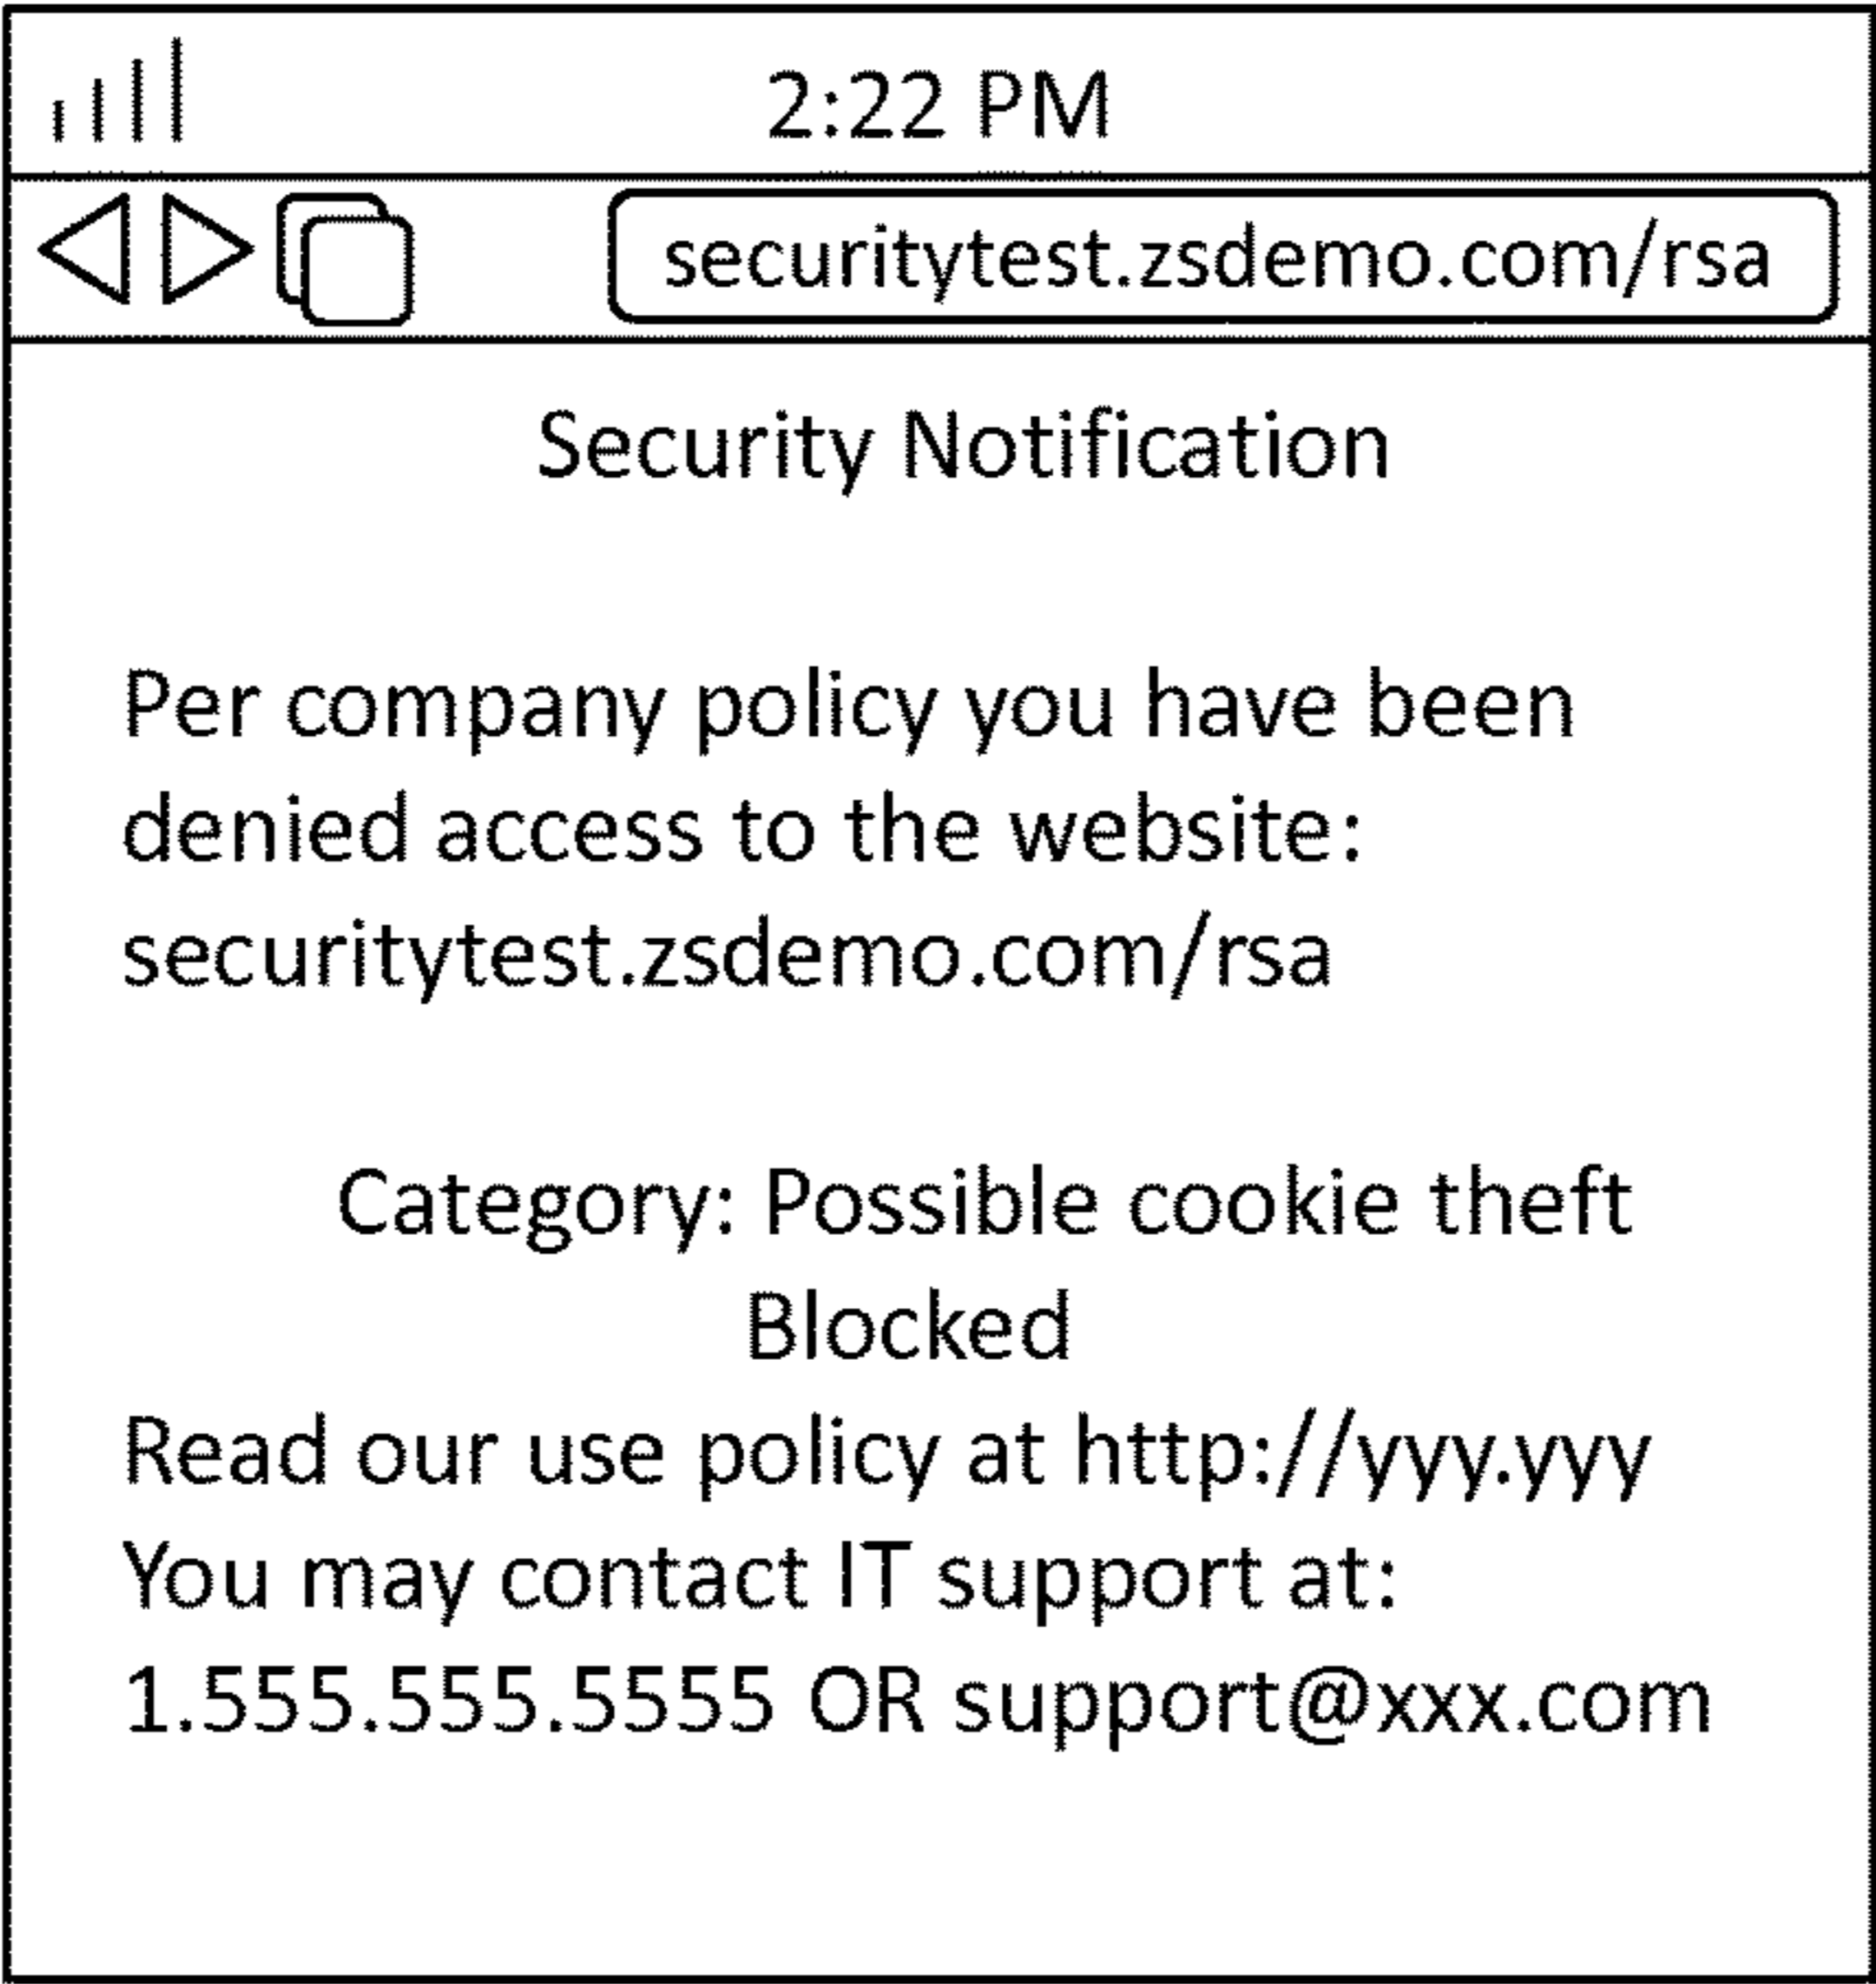 2:22 PM
securitytest.zsdemo.com/rsa
Security Notification
Per company policy you have been
denied access to the website:
securitytest.zsdemo.com/rsa
Category: Possible cookie theft
Blocked
Read our use policy at http://yyy.yyy
You may contact IT support at:
1.555.555.5555 OR support@xxx.com